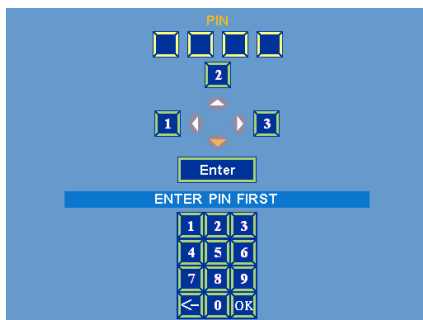 PIN
2
1 3
Enter
ENTER PIN FIRST
1 2 3
4 5 6
7 8 9
<- 0 OK